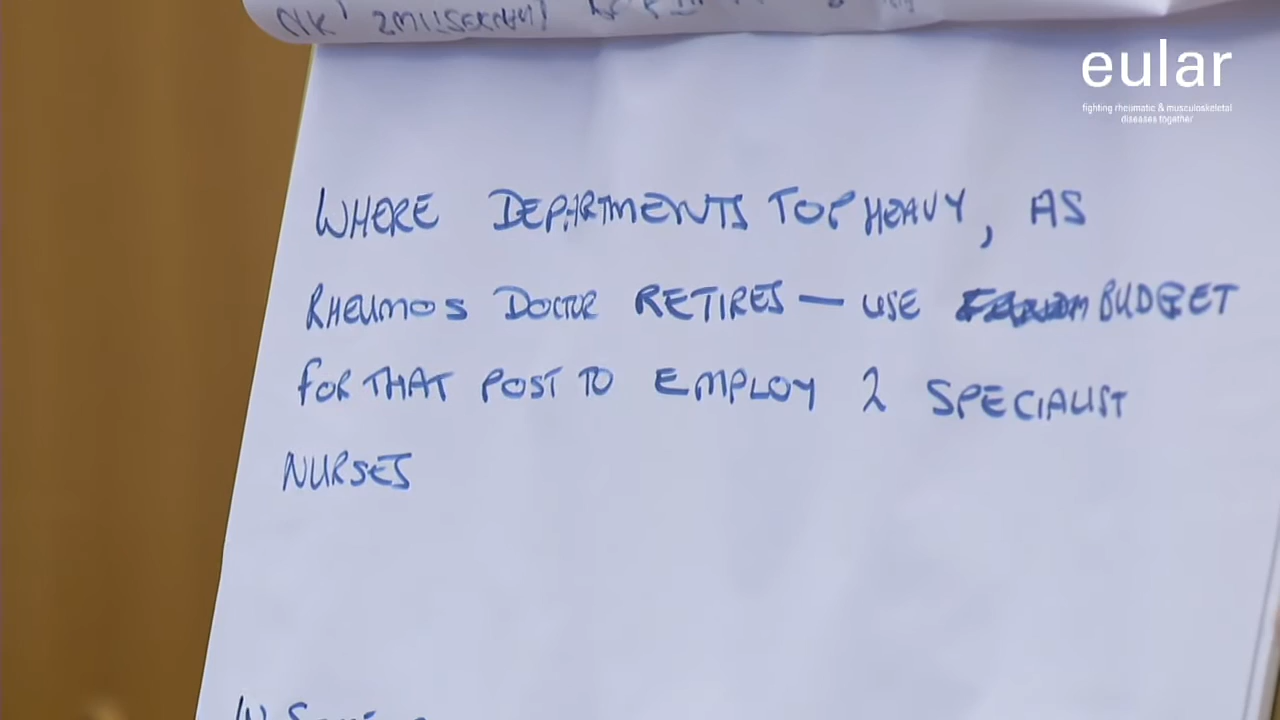 eular
fighting rheumatic & musculoskeletal
diseases together
WHERE DEPARTMENTS TOP HEAVY, AS
RHEUMOS DOCTOR RETIRES — USE BUDGET
FOR THAT POST TO EMPLOY 2 SPECIALIST
NURSES